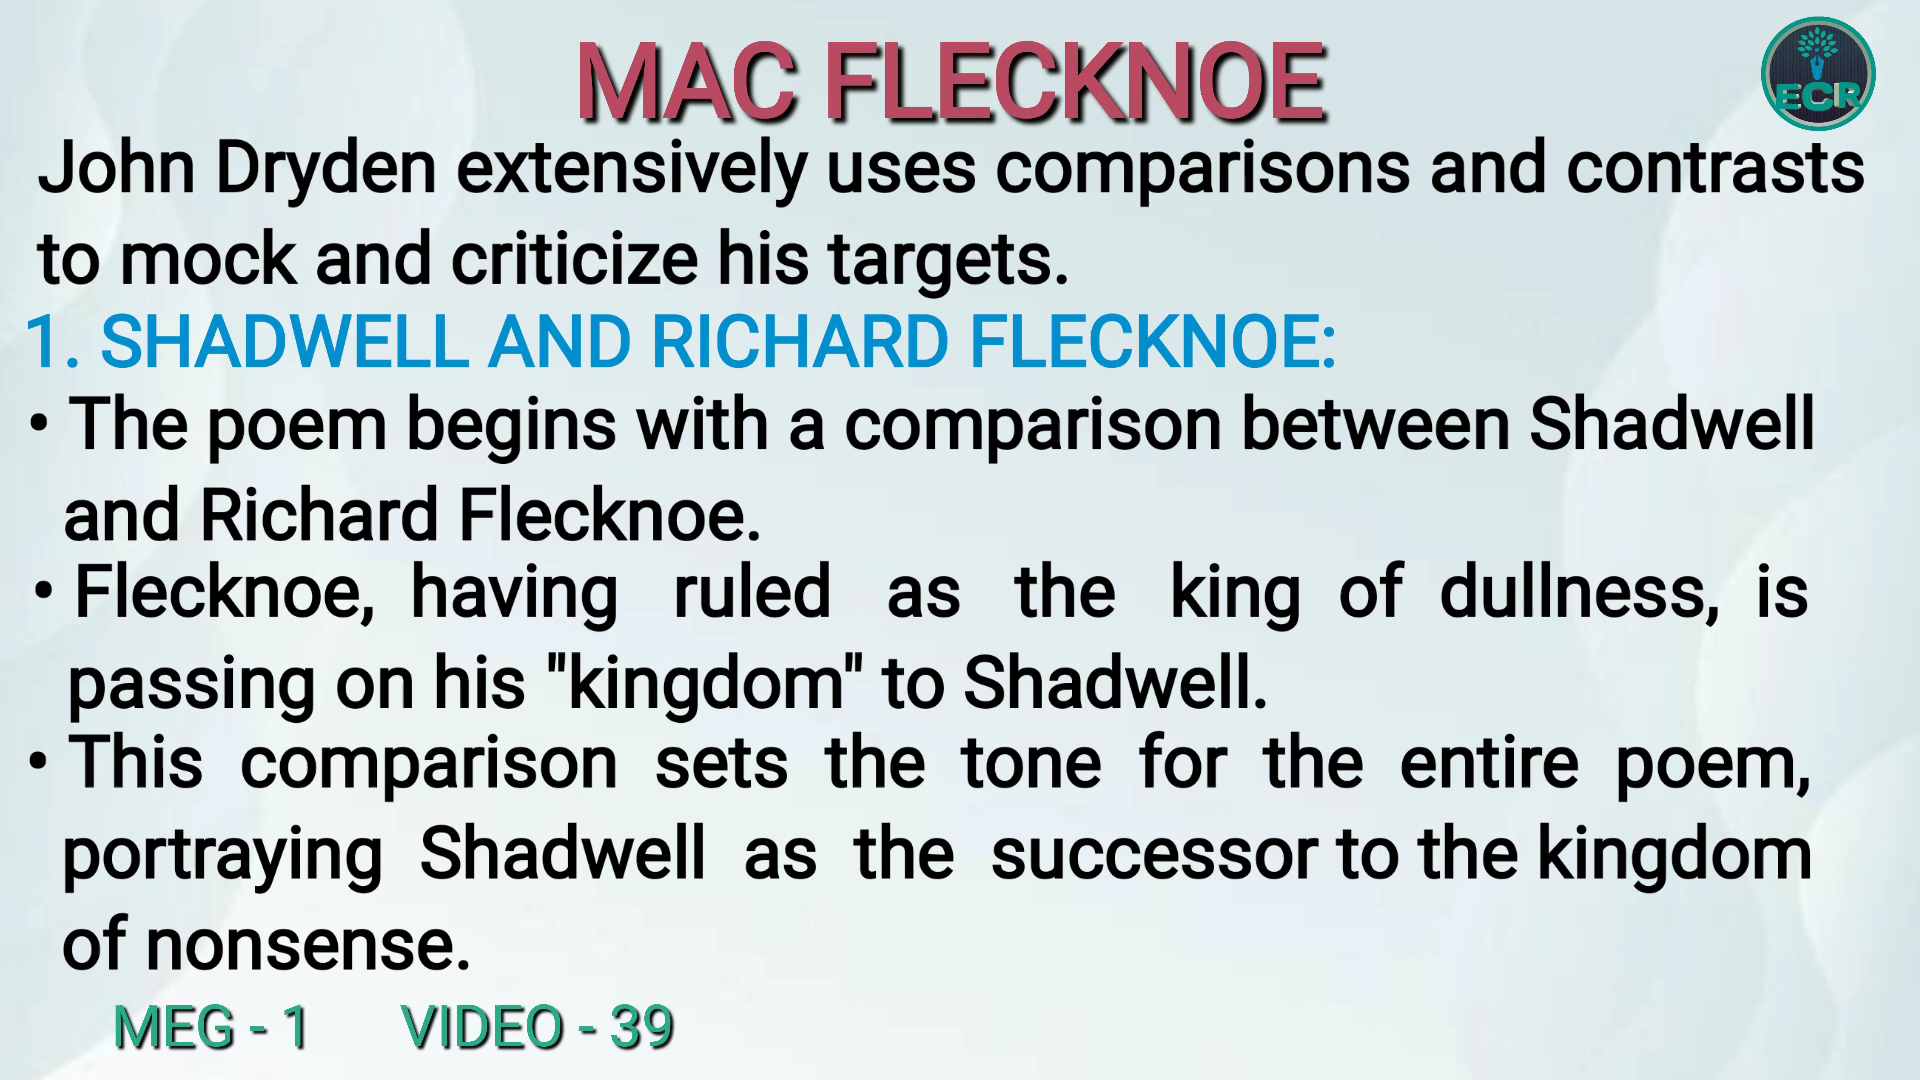 MAC FLECKNOE
ECR
John Dryden extensively uses comparisons and contrasts
to mock and criticize his targets.
1. SHADWELL AND RICHARD FLECKNOE:
• The poem begins with a comparison between Shadwell
and Richard Flecknoe.
• Flecknoe, having ruled as the king of dullness, is
passing on his "kingdom" to Shadwell.
• This comparison sets the tone for the entire poem,
portraying Shadwell as the successor to the kingdom
of nonsense.
MEG - 1 VIDEO - 39